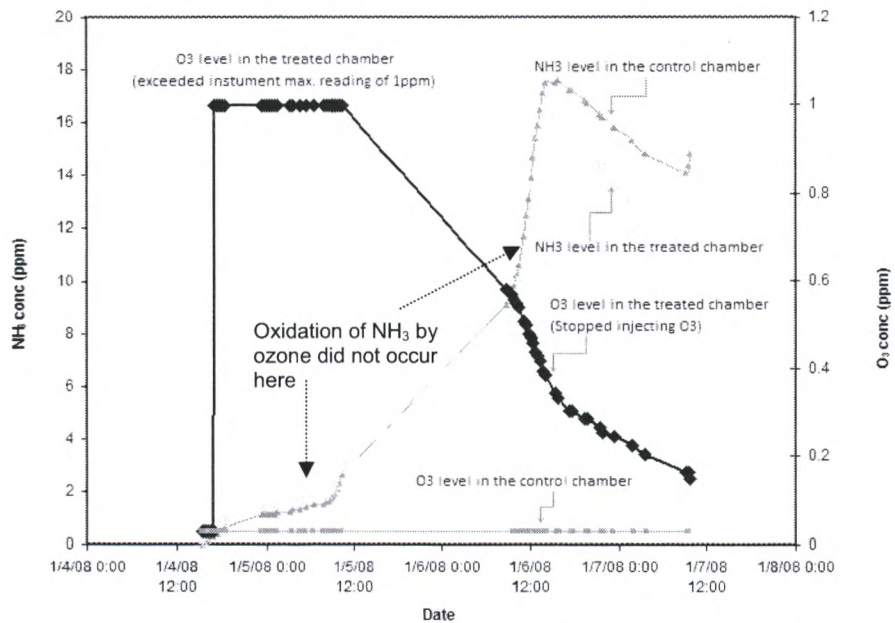 20
18
16
14
12
10
8
6
4
2
0
NH3 conc (ppm)
O3 level in the treated chamber
(exceeded instument max. reading of 1ppm)
NH3 level in the control chamber
NH3 level in the treated chamber
O3 level in the treated chamber
(Stopped injecting O3)
Oxidation of NH₃ by
ozone did not occur
here
O3 level in the control chamber
1.2
1
0.8
0.6
0.4
0.2
0
O₃ conc (ppm)
1/4/08 0:00
1/4/08
12:00
1/5/08 0:00
1/5/08
12:00
1/6/08 0:00
1/6/08
12:00
1/7/08 0:00
1/7/08
12:00
1/8/08 0:00
Date